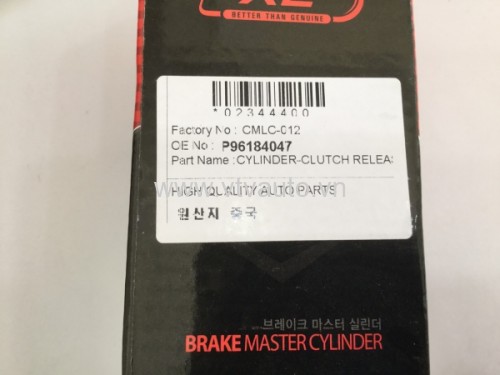 BETTER THAN GENUINE
*02344400
Factory No : CMLC-012
OE No : P96184047
Part Name :CYLINDER-CLUTCH RELEA
HIGH QUALITY AUTO PARTS
원산지 중국
브레이크 마스터 실린더
BRAKE MASTER CYLINDER